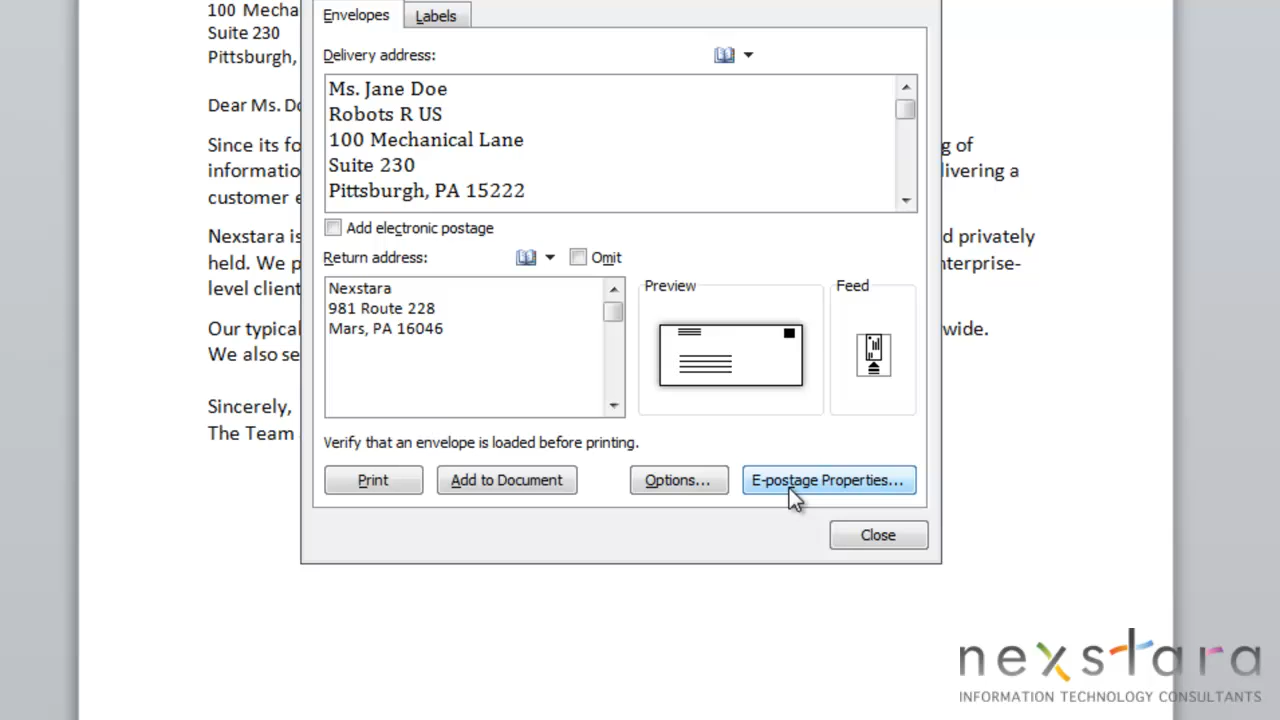 100 Mecha
Suite 230
Pittsburgh,
Dear Ms. Do
Since its fo
informatio
customer e
Nexstara is
held. We p
level client
Our typical
We also se
Sincerely,
The Team
g of
livering a
d privately
nterprise-
wide.
Envelopes
Labels
Delivery address:
Ms. Jane Doe
Robots R US
100 Mechanical Lane
Suite 230
Pittsburgh, PA 15222
Add electronic postage
Return address:
Omit
Nexstara
981 Route 228
Mars, PA 16046
Preview
Feed
Verify that an envelope is loaded before printing.
Print
Add to Document
Options...
E-postage Properties...
Close
nexstara
INFORMATION TECHNOLOGY CONSULTANTS